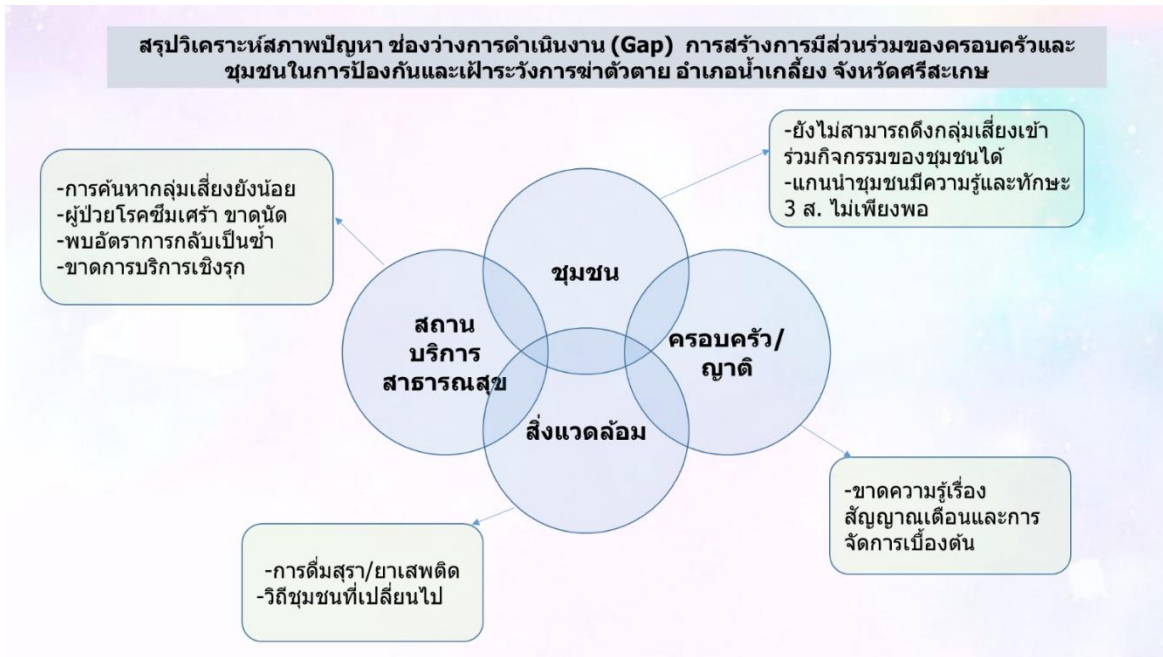 สรุปวิเคราะห์สภาพปัญหา ช่องว่างการดำเนินงาน (Gap) การสร้างการมีส่วนร่วมของครอบครัวและ
ชุมชนในการป้องกันและเฝ้าระวังการฆ่าตัวตาย อำเภอน้ำเกลี้ยง จังหวัดศรีสะเกษ
-การค้นหากลุ่มเสี่ยงยังน้อย
-ผู้ป่วยโรคซึมเศร้า ขาดนัด
-พบอัตราการกลับเป็นซ้ำ
-ขาดการบริการเชิงรุก
-ยังไม่สามารถดึงกลุ่มเสี่ยงเข้า
ร่วมกิจกรรมของชุมชนได้
-แกนนำชุมชนมีความรู้และทักษะ
3 ส. ไม่เพียงพอ
ชุมชน
สถาน
บริการ
สาธารณสุข
ครอบครัว/
ญาติ
สิ่งแวดล้อม
-การดื่มสุรา/ยาเสพติด
-วิถีชุมชนที่เปลี่ยนไป
-ขาดความรู้เรื่อง
สัญญาณเตือนและการ
จัดการเบื้องต้น